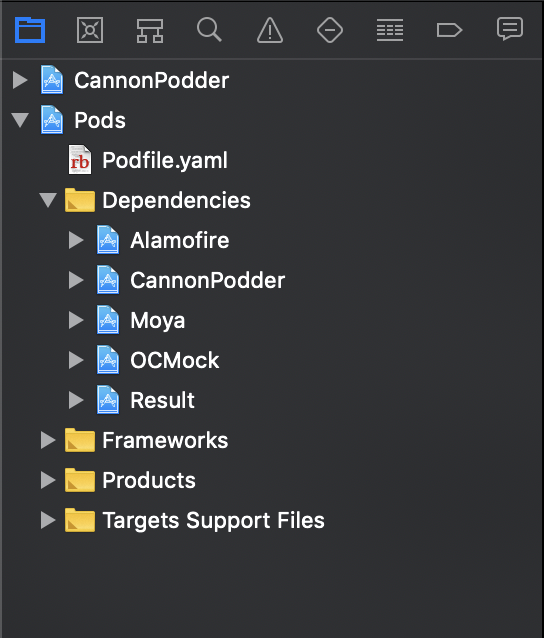 CannonPodder
Pods
rb Podfile.yaml
Dependencies
Alamofire
CannonPodder
Moya
OCMock
Result
Frameworks
Products
Targets Support Files